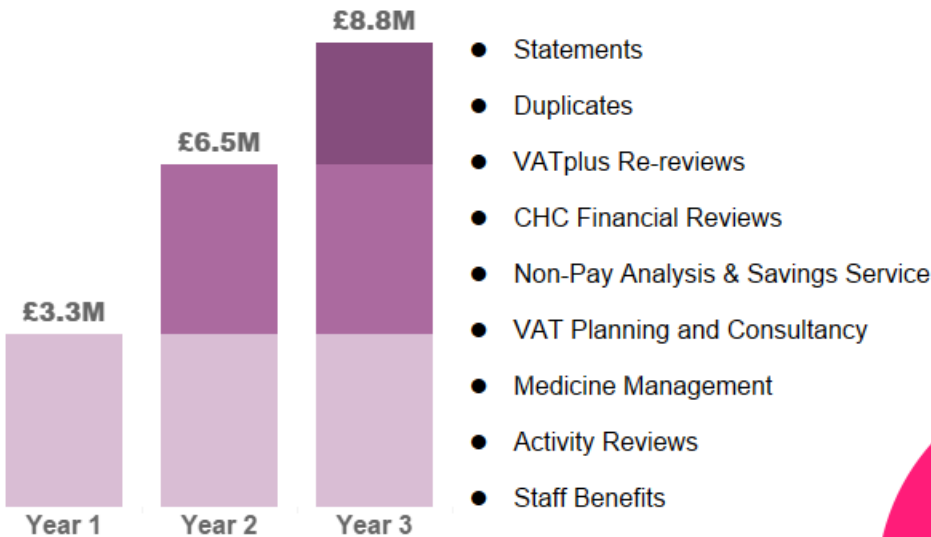 £8.8M
£6.5M
£3.3M
Year 1
Year 2
Year 3
● Statements
● Duplicates
● VATplus Re-reviews
● CHC Financial Reviews
● Non-Pay Analysis & Savings Service
● VAT Planning and Consultancy
● Medicine Management
● Activity Reviews
● Staff Benefits